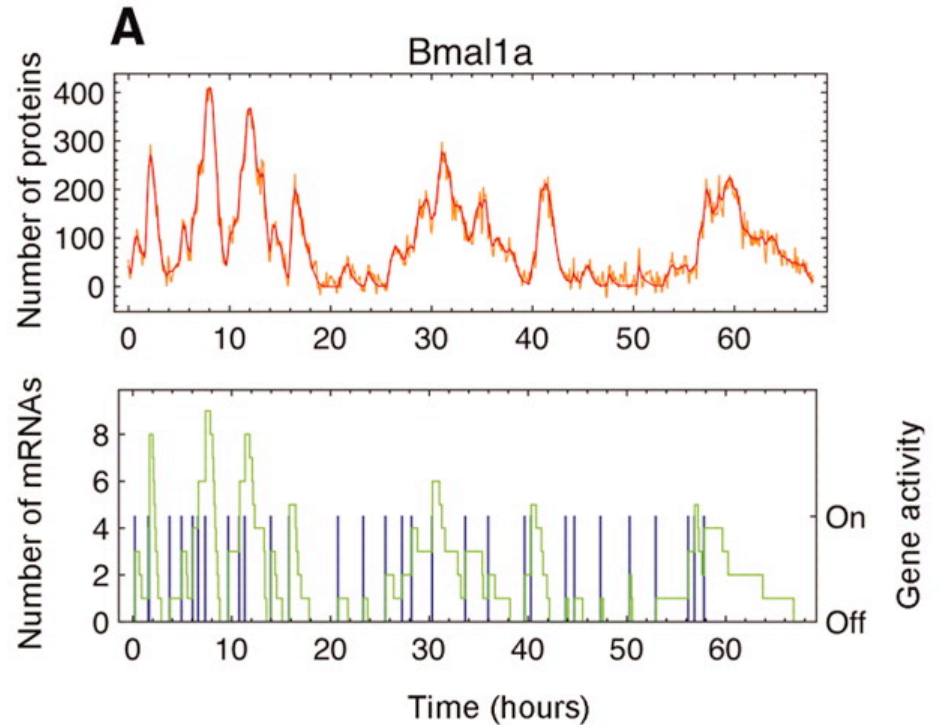 A
Bmal1a
Number of proteins
400
300
200
100
0
0 10 20 30 40 50 60
Number of mRNAs
8
6
4
2
0
On
Off
Gene activity
0 10 20 30 40 50 60
Time (hours)